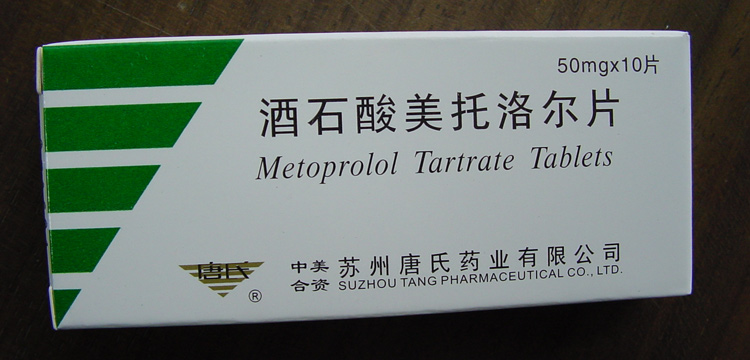 50mgx10片
酒石酸美托洛尔片
Metoprolol Tartrate Tablets
唐氏
®
中美
合资
苏州唐氏药业有限公司
SUZHOU TANG PHARMACEUTICAL CO., LTD.